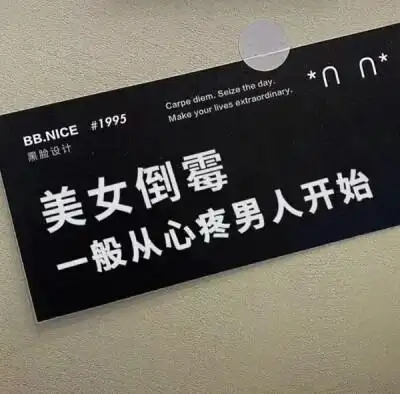 BB.NICE #1995
黑脸设计
Carpe diem. Seize the day.
Make your lives extraordinary.
*∩ ∩*
美女倒霉
一般从心疼男人开始